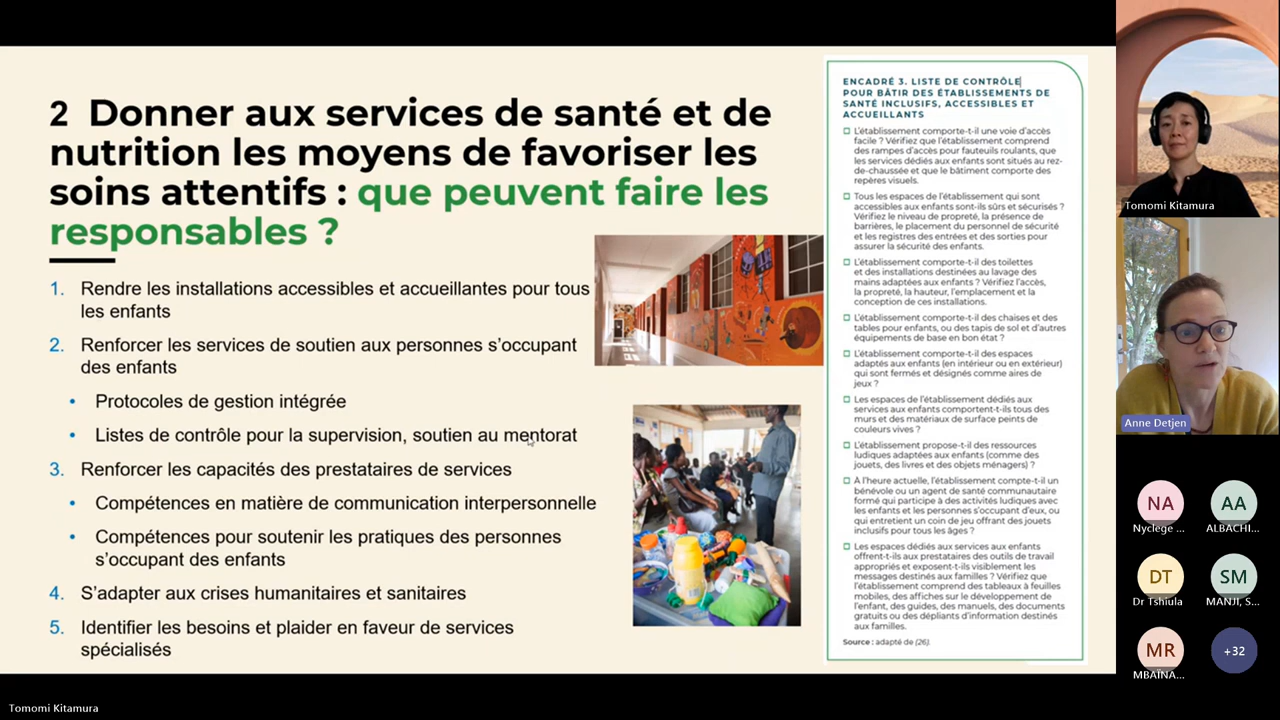 2 Donner aux services de santé et de
nutrition les moyens de favoriser les
soins attentifs : que peuvent faire les
responsables ?
1. Rendre les installations accessibles et accueillantes pour tous
les enfants
2. Renforcer les services de soutien aux personnes s’occupant
des enfants
• Protocoles de gestion intégrée
• Listes de contrôle pour la supervision, soutien au mentorat
3. Renforcer les capacités des prestataires de services
• Compétences en matière de communication interpersonnelle
• Compétences pour soutenir les pratiques des personnes
s’occupant des enfants
4. S’adapter aux crises humanitaires et sanitaires
5. Identifier les besoins et plaider en faveur de services
spécialisés
ENCADRÉ 3. LISTE DE CONTRÔLE
POUR BÂTIR DES ÉTABLISSEMENTS DE
SANTÉ INCLUSIFS, ACCESSIBLES ET
ACCUEILLANTS
L’établissement comporte-t-il une voie d’accès
facile ? Vérifiez que l’établissement comprend
des rampes d’accès pour fauteuils roulants, que
les services dédiés aux enfants sont situés au rez-
de-chaussée et que le bâtiment comporte des
repères visuels.
Tous les espaces de l’établissement qui sont
accessibles aux enfants sont-ils sûrs et sécurisés ?
Vérifiez le niveau de propreté, la présence de
barrières, le placement du personnel de sécurité
et les registres des entrées et des sorties pour
assurer la sécurité des enfants.
L’établissement comporte-t-il des toilettes
et des installations destinées au lavage des
mains adaptées aux enfants ? Vérifiez l’accès,
la propreté, la hauteur, l’emplacement et la
conception de ces installations.
L’établissement comporte-t-il des chaises et des
tables pour enfants, ou des tapis de sol et d’autres
équipements de base en bon état ?
L’établissement comporte-t-il des espaces
adaptés aux enfants (en intérieur ou en extérieur)
qui sont fermés et désignés comme aires de
jeux ?
Les espaces de l’établissement dédiés aux
services aux enfants comportent-ils tous des
murs et des matériaux de surface peints de
couleurs vives ?
L’établissement propose-t-il des ressources
ludiques adaptées aux enfants (comme des
jouets, des livres et des objets ménagers) ?
À l’heure actuelle, l’établissement compte-t-il un
bénévole ou un agent de santé communautaire
formé qui participe à des activités ludiques avec
les enfants et les personnes s’occupant d’eux, ou
qui entretient un coin de jeu offrant des jouets
inclusifs pour tous les âges ?
Les espaces dédiés aux services aux enfants
offrent-t-ils aux prestataires des outils de travail
appropriés et exposent-t-ils visiblement les
messages destinés aux familles ? Vérifiez que
l’établissement comprend des tableaux à feuilles
mobiles, des affiches sur le développement de
l’enfant, des guides, des manuels, des documents
gratuits ou des dépliants d’information destinés
aux familles.
Source : adapté de (26).
Tomomi Kitamura
Anne Detjen
NA
Nyclege ...
AA
ALBACHI...
DT
Dr Tshiula
SM
MANJI, S...
MR
MBAÏNA...
+32
Tomomi Kitamura